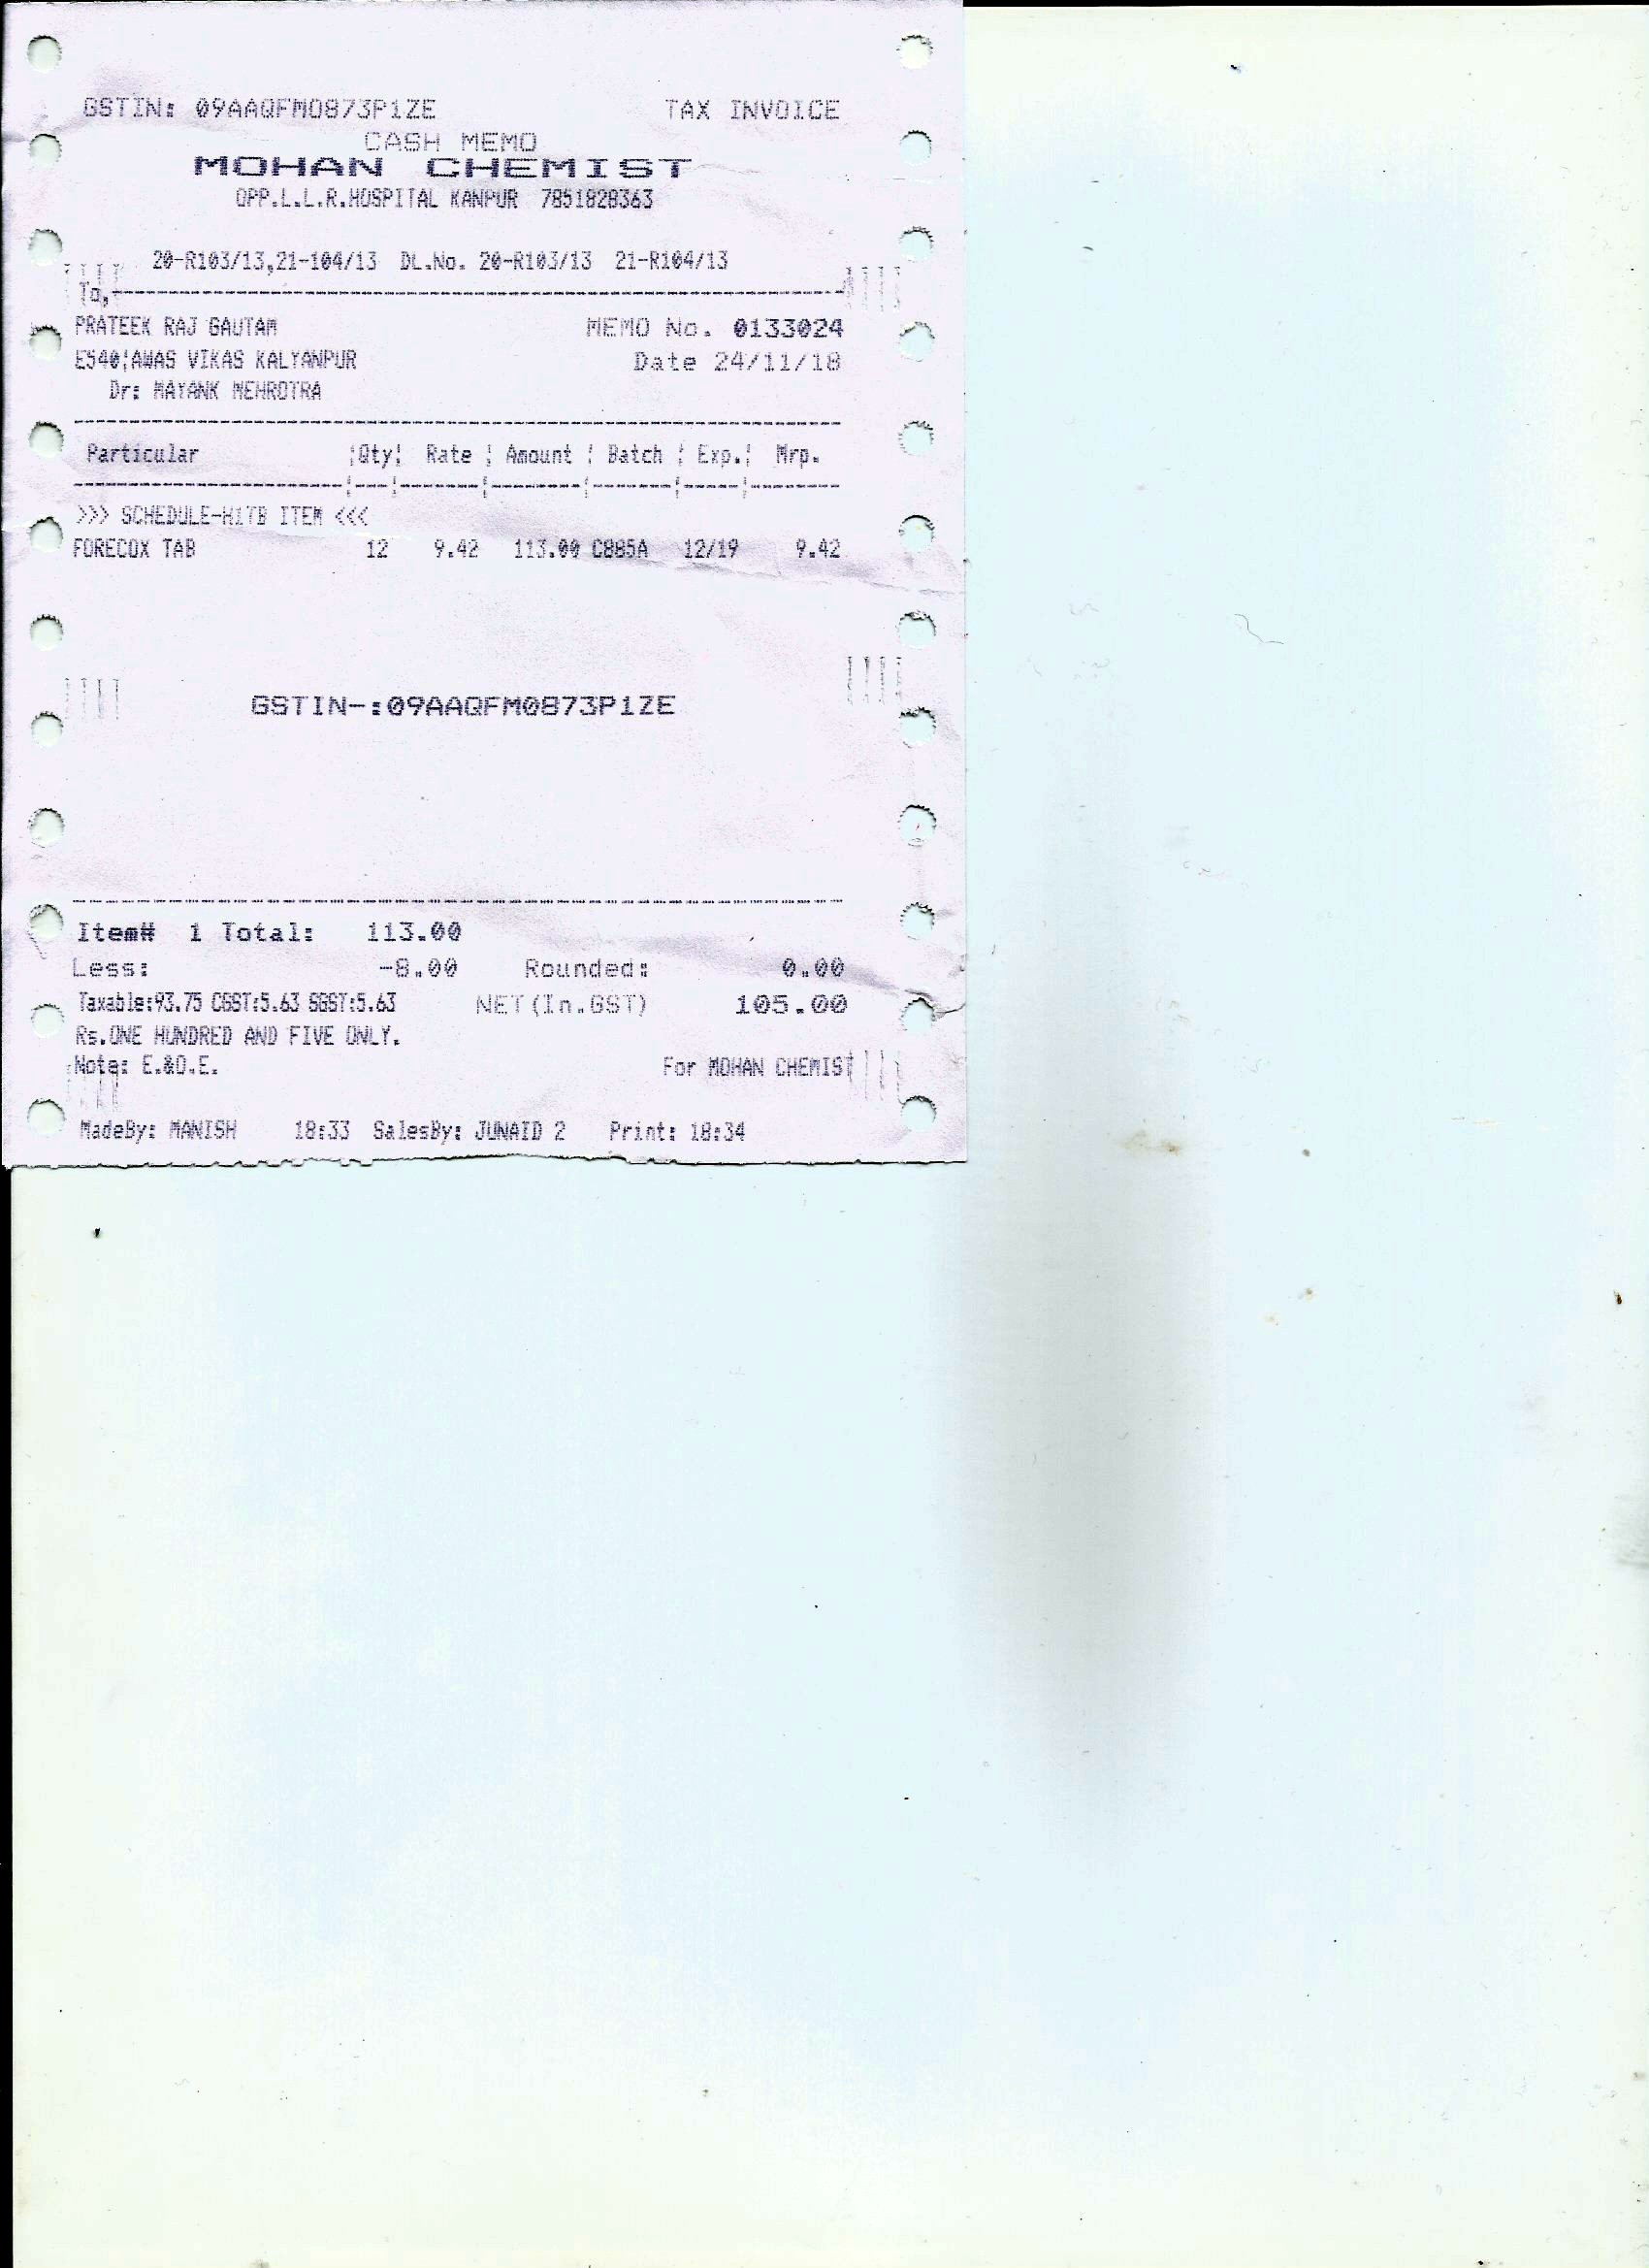 GSTIN: 09AAQFM0873P1ZE TAX INVOICE
CASH MEMO
MOHAN CHEMIST
OPP.L.L.R.HOSPITAL KANPUR 7851828363
20-R103/13,21-104/13 DL.No. 20-R103/13 21-R104/13
To,
PRATEEK RAJ GAUTAM MEMO No. 0133024
E540,AWAS VIKAS KALYANPUR Date 24/11/18
Dr: MAYANK MEHROTRA
Particular |Qty| Rate | Amount | Batch | Exp.| Mrp.
>>> SCHEDULE-H1TB ITEM <<<
FORECOX TAB 12 9.42 113.00 C885A 12/19 9.42
GSTIN-:09AAQFM0873P1ZE
Item# 1 Total: 113.00
Less: -8.00 Rounded: 0.00
Taxable:93.75 CGST:5.63 SGST:5.63 NET(In.GST) 105.00
Rs.ONE HUNDRED AND FIVE ONLY.
Note: E.&O.E. For MOHAN CHEMIST
MadeBy: MANISH 18:33 SalesBy: JUNAID 2 Print: 18:34